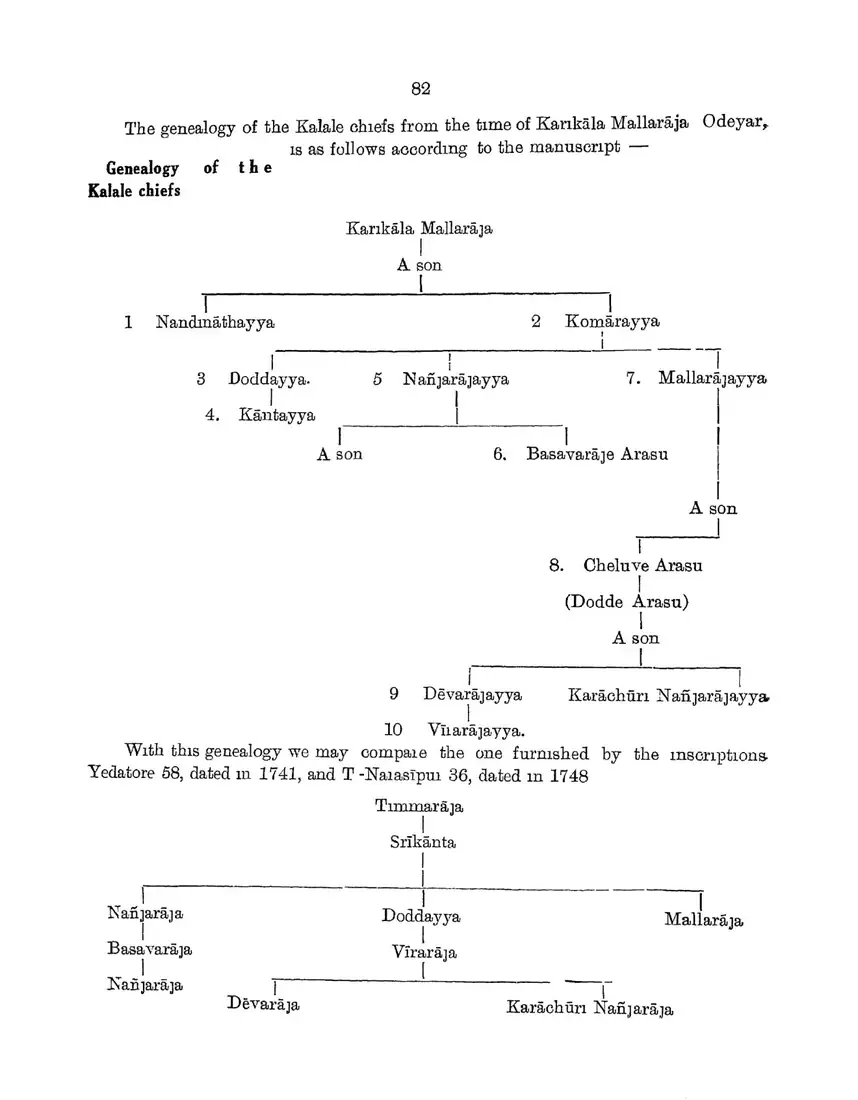 82
The genealogy of the Kalale chiefs from the time of Karikāla Mallarāja Odeyar,
is as follows according to the manuscript —
Genealogy of the
Kalale chiefs
Karikāla Mallarāja
A son
1 Nandināthayya 2 Komārayya
3 Doddayya. 5 Nañjarājayya 7. Mallarājayya
4. Kāntayya
A son 6. Basavarāje Arasu
A son
8. Cheluve Arasu
(Dodde Arasu)
A son
9 Dēvarājayya Karāchūri Nañjarājayya
10 Vīrarājayya.
With this genealogy we may compare the one furnished by the inscriptions
Yedatore 58, dated in 1741, and T -Narasīpur 36, dated in 1748
Timmarāja
Srīkānta
Nañjarāja Doddayya Mallarāja
Basavarāja Vīrarāja
Nañjarāja
Dēvarāja Karāchūri Nañjarāja